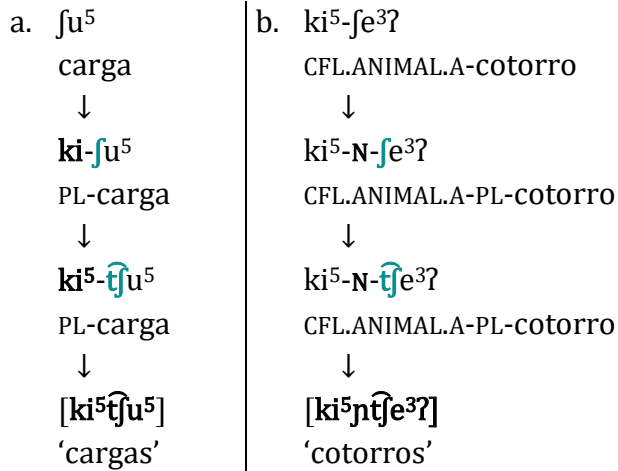 a. ʃu⁵
carga
↓
ki-ʃu⁵
PL-carga
↓
ki⁵-t͡ʃu⁵
PL-carga
↓
[ki⁵t͡ʃu⁵]
‘cargas’
b. ki⁵-ʃe³ʔ
CFL.ANIMAL.A-cotorro
↓
ki⁵-N-ʃe³ʔ
CFL.ANIMAL.A-PL-cotorro
↓
ki⁵-N-t͡ʃe³ʔ
CFL.ANIMAL.A-PL-cotorro
↓
[ki⁵ɲt͡ʃe³ʔ]
‘cotorros’